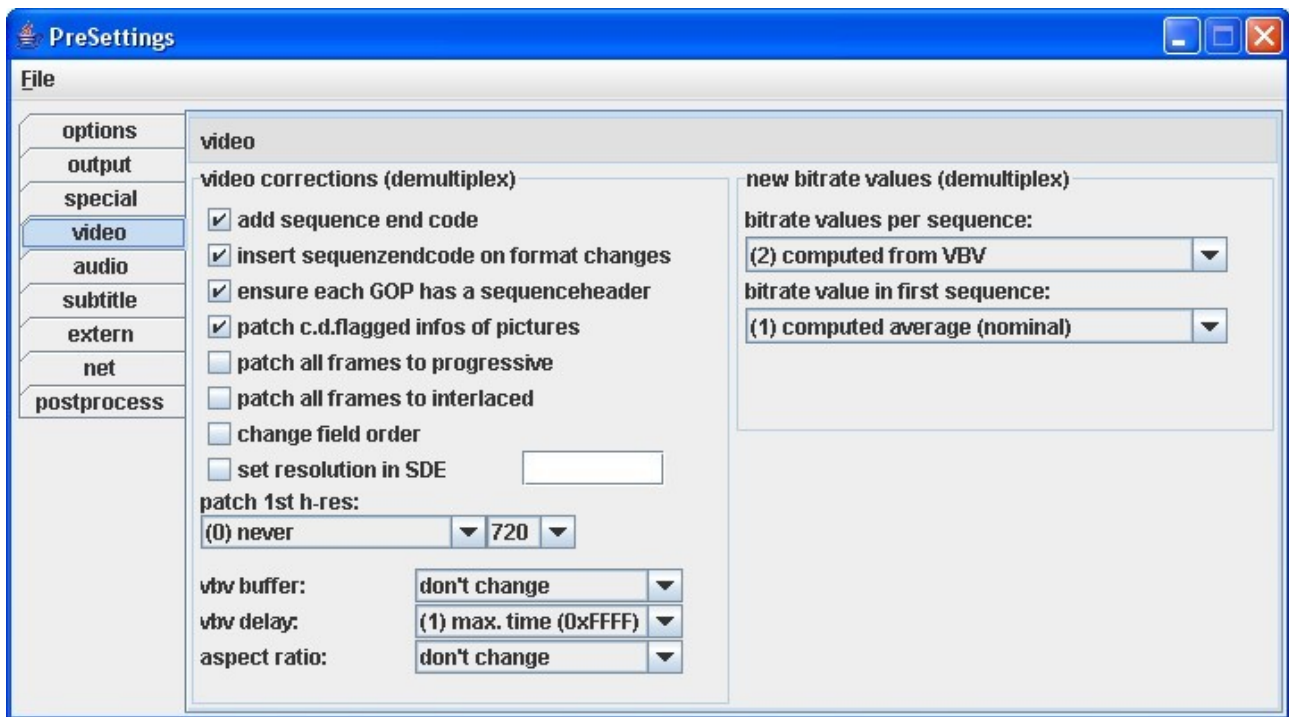 PreSettings
File
options
output
special
video
audio
subtitle
extern
net
postprocess
video
video corrections (demultiplex)
add sequence end code
insert sequenzendcode on format changes
ensure each GOP has a sequenceheader
patch c.d.flagged infos of pictures
patch all frames to progressive
patch all frames to interlaced
change field order
set resolution in SDE
patch 1st h-res:
(0) never 720
vbv buffer: don't change
vbv delay: (1) max. time (0xFFFF)
aspect ratio: don't change
new bitrate values (demultiplex)
bitrate values per sequence:
(2) computed from VBV
bitrate value in first sequence:
(1) computed average (nominal)